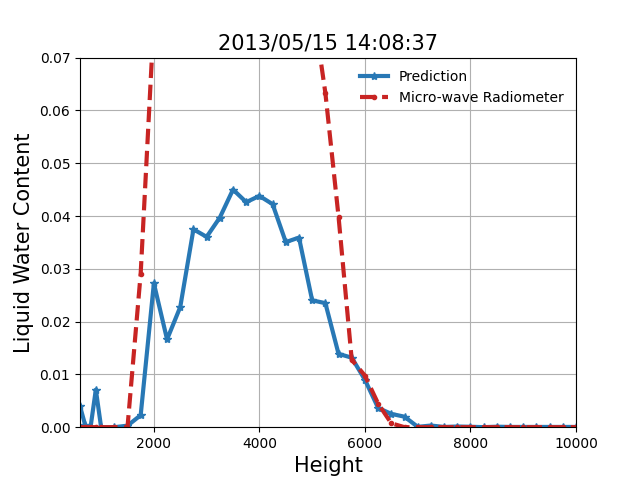 2013/05/15 14:08:37
0.07
0.06
0.05
0.04
0.03
0.02
0.01
0.00
Liquid Water Content
Prediction
Micro-wave Radiometer
2000 4000 6000 8000 10000
Height